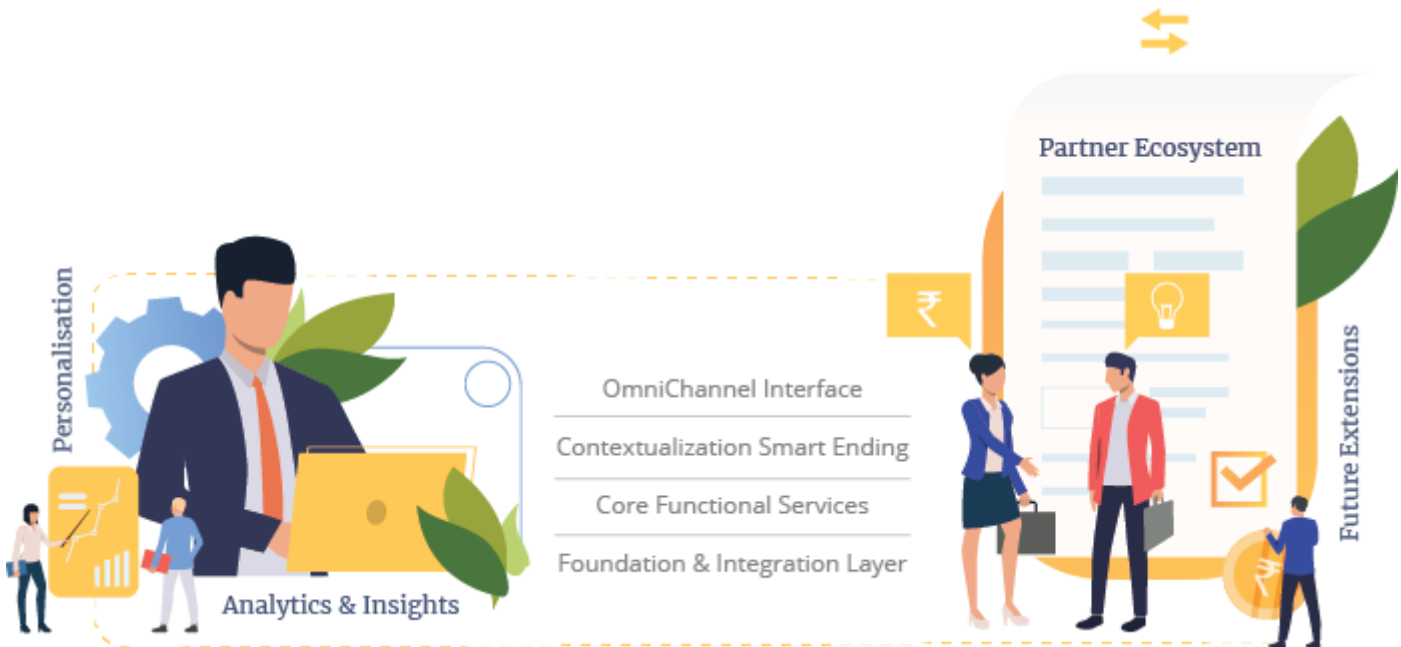 Partner Ecosystem
Personalisation
₹
OmniChannel Interface
Contextualization Smart Ending
Core Functional Services
Foundation & Integration Layer
Future Extensions
₹
Analytics & Insights